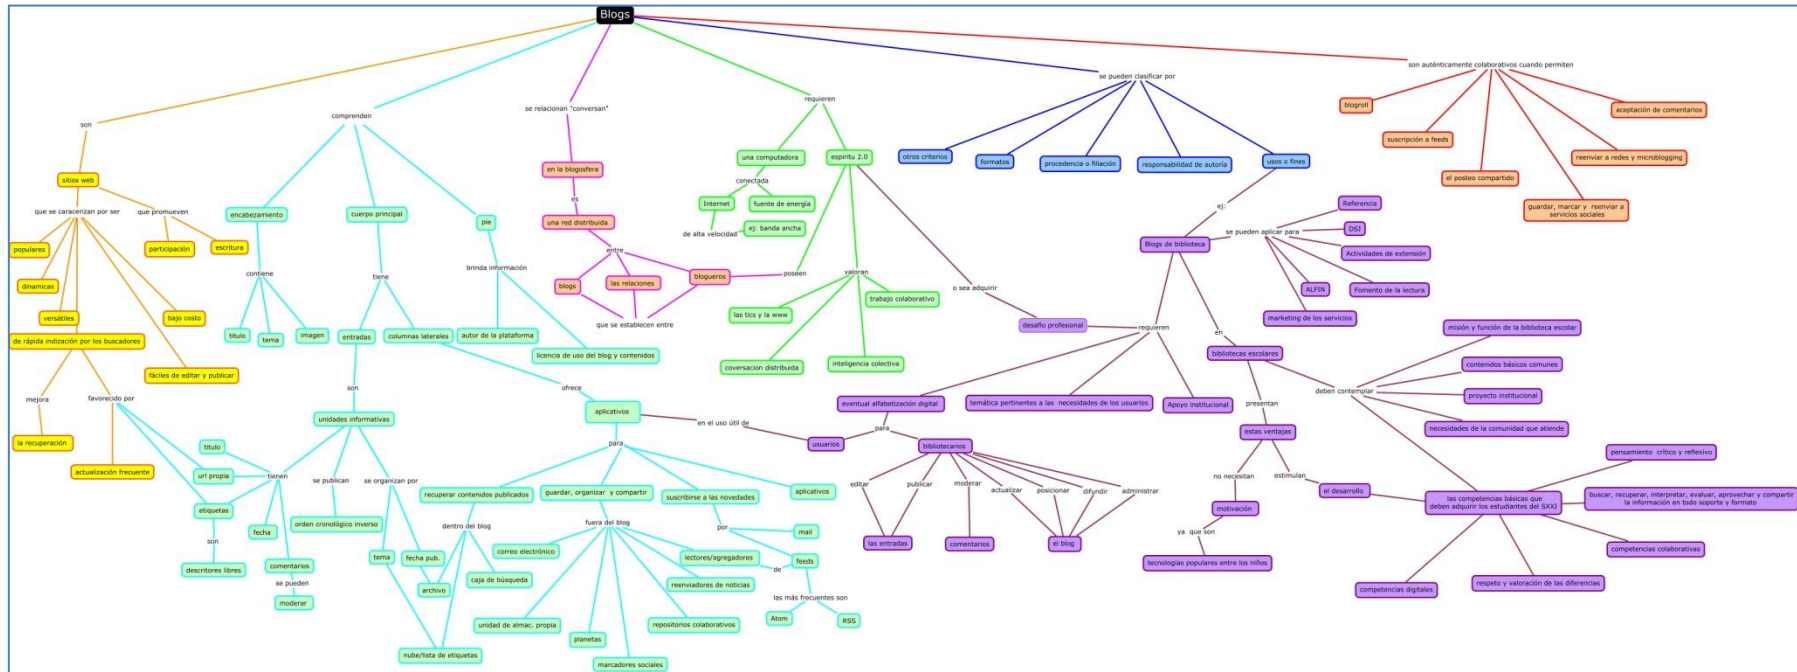 Blogs
son
sitios web
que se caracerizan por ser
que promueven
populares
participación
escritura
dinamicas
versátiles
bajo costo
de rápida indización por los buscadores
fáciles de editar y publicar
mejora
favorecido por
la recuperación
actualización frecuente
comprenden
encabezamiento
cuerpo principal
pie
contiene
titulo
tema
imagen
tiene
entradas
columnas laterales
brinda información
autor de la plataforma
licencia de uso del blog y contenidos
son
unidades informativas
titulo
url propia
tienen
etiquetas
fecha
son
descritores libres
comentarios
se pueden
moderar
se publican
orden cronológico inverso
se organizan por
tema
fecha pub.
archivo
nube/lista de etiquetas
ofrece
aplicativos
para
recuperar contenidos publicados
guardar, organizar y compartir
suscribirse a las novedades
aplicativos
dentro del blog
caja de búsqueda
fuera del blog
correo electrónico
lectores/agregadores
reenviadores de noticias
unidad de almac. propia
planetas
marcadores sociales
repositorios colaborativos
por
mail
feeds
de
las más frecuentes son
Atom
RSS
en el uso útil de
usuarios
se relacionan "conversan"
en la blogosfera
es
una red distribuida
entre
blogs
las relaciones
blogueros
que se establecen entre
requieren
una computadora
espiritu 2.0
conectada
Internet
fuente de energía
de alta velocidad
ej: banda ancha
poseen
valoran
las tics y la www
trabajo colaborativo
coversacion distribuida
inteligencia colectiva
o sea adquirir
desafio profesional
se pueden clasificar por
otros criterios
formatos
procedencia o filiación
responsabilidad de autoría
usos o fines
ej:
Blogs de biblioteca
se pueden aplicar para
Referencia
DSI
Actividades de extensión
Fomento de la lectura
ALFIN
marketing de los servicios
requieren
eventual alfabetización digital
temática pertinentes a las necesidades de los usuarios
Apoyo institucional
para
bibliotecarios
editar
publicar
moderar
actualizar
posicionar
difundir
administrar
las entradas
comentarios
el blog
en
bibliotecas escolares
presentan
estas ventajas
no necesitan
motivación
ya que son
tecnologias populares entre los niños
estimulan
el desarrollo
deben contemplar
misión y función de la biblioteca escolar
contenidos básicos comunes
proyecto institucional
necesidades de la comunidad que atiende
las competencias básicas que
deben adquirir los estudiantes del SXXI
pensamiento crítico y reflexivo
buscar, recuperar, interpretar, evaluar, aprovechar y compartir
la información en todo soporte y formato
competencias colaborativas
respeto y valoración de las diferencias
competencias digitales
son auténticamente colaborativos cuando permiten
blogroll
suscripción a feeds
el posteo compartido
guardar, marcar y reenviar a
servicios sociales
reenviar a redes y microblogging
aceptación de comentarios